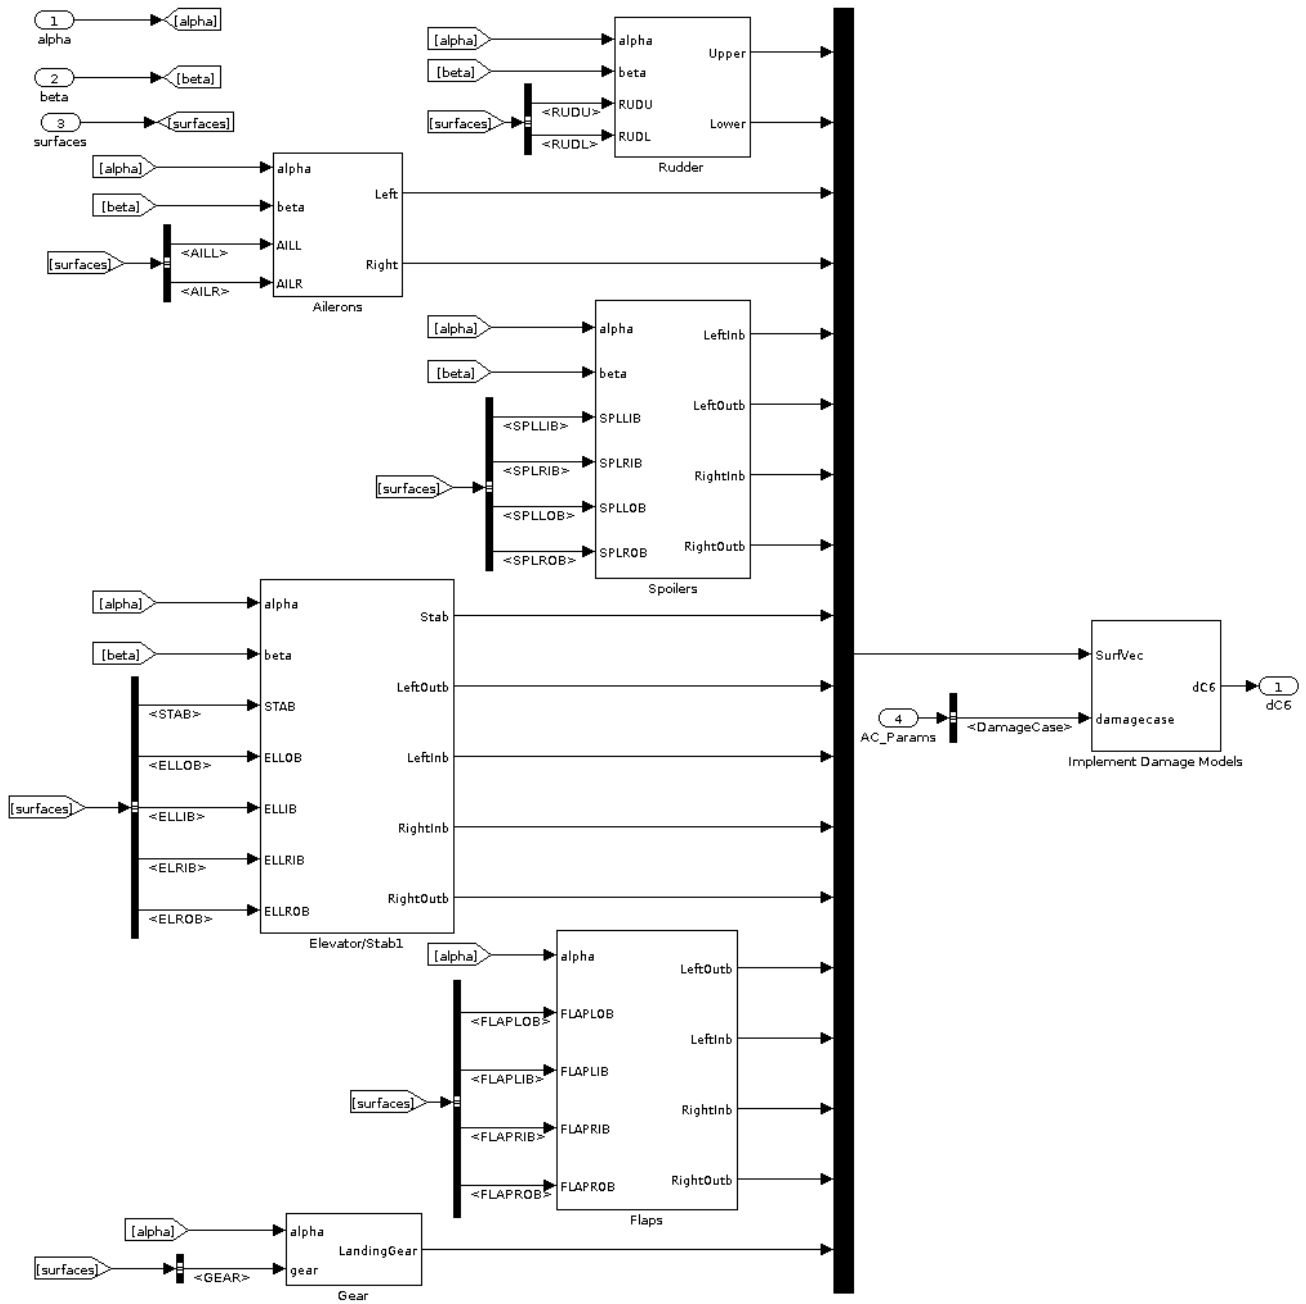 1
[alpha]
alpha
2
[beta]
beta
3
[surfaces]
surfaces
[alpha]
[beta]
[surfaces]
<RUDU>
<RUDL>
alpha
beta
RUDU
RUDL
Upper
Lower
Rudder
[alpha]
[beta]
[surfaces]
<AILL>
<AILR>
alpha
beta
AILL
AILR
Left
Right
Ailerons
[alpha]
[beta]
[surfaces]
<SPLLIB>
<SPLRIB>
<SPLLOB>
<SPLROB>
alpha
beta
SPLLIB
SPLRIB
SPLLOB
SPLROB
LeftInb
LeftOutb
RightInb
RightOutb
Spoilers
[alpha]
[beta]
[surfaces]
<STAB>
<ELLOB>
<ELLIB>
<ELRIB>
<ELROB>
alpha
beta
STAB
ELLOB
ELLIB
ELLRIB
ELLROB
Stab
LeftOutb
LeftInb
RightInb
RightOutb
Elevator/Stab1
[alpha]
[surfaces]
<FLAPLOB>
<FLAPLIB>
<FLAPRIB>
<FLAPROB>
alpha
FLAPLOB
FLAPLIB
FLAPRIB
FLAPROB
LeftOutb
LeftInb
RightInb
RightOutb
Flaps
[alpha]
[surfaces]
<GEAR>
alpha
gear
LandingGear
Gear
4
AC_Params
<DamageCase>
SurfVec
damagecase
dC6
Implement Damage Models
1
dC6